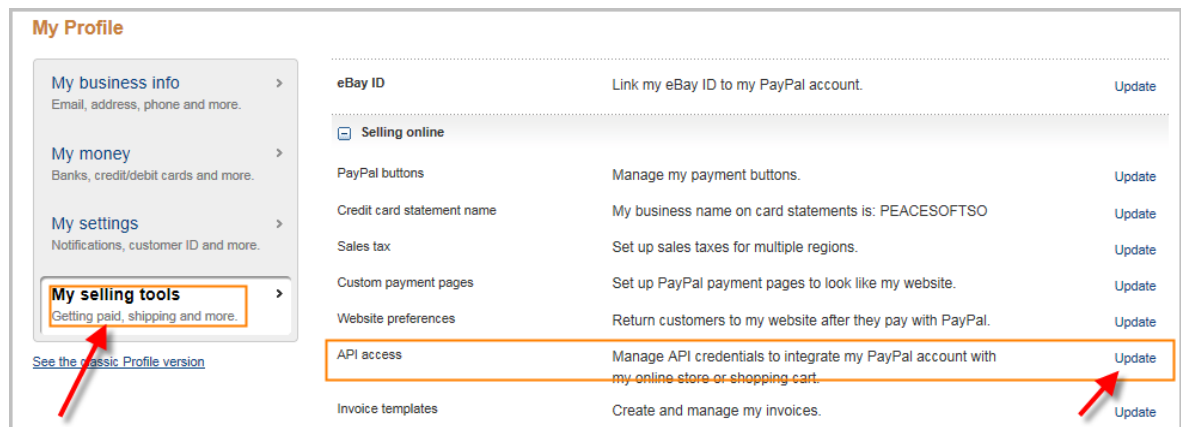 My Profile
My business info >
Email, address, phone and more.
My money >
Banks, credit/debit cards and more.
My settings >
Notifications, customer ID and more.
My selling tools >
Getting paid, shipping and more.
See the classic Profile version
eBay ID Link my eBay ID to my PayPal account. Update
Selling online
PayPal buttons Manage my payment buttons. Update
Credit card statement name My business name on card statements is: PEACESOFTSO Update
Sales tax Set up sales taxes for multiple regions. Update
Custom payment pages Set up PayPal payment pages to look like my website. Update
Website preferences Return customers to my website after they pay with PayPal. Update
API access Manage API credentials to integrate my PayPal account with Update
my online store or shopping cart.
Invoice templates Create and manage my invoices. Update